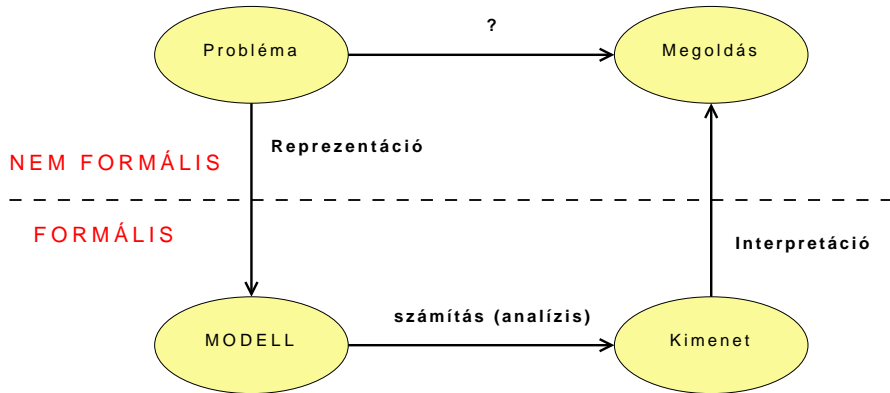 ?
Probléma
Megoldás
Reprezentáció
NEM FORMÁLIS
FORMÁLIS
Interpretáció
számítás (analízis)
MODELL
Kimenet